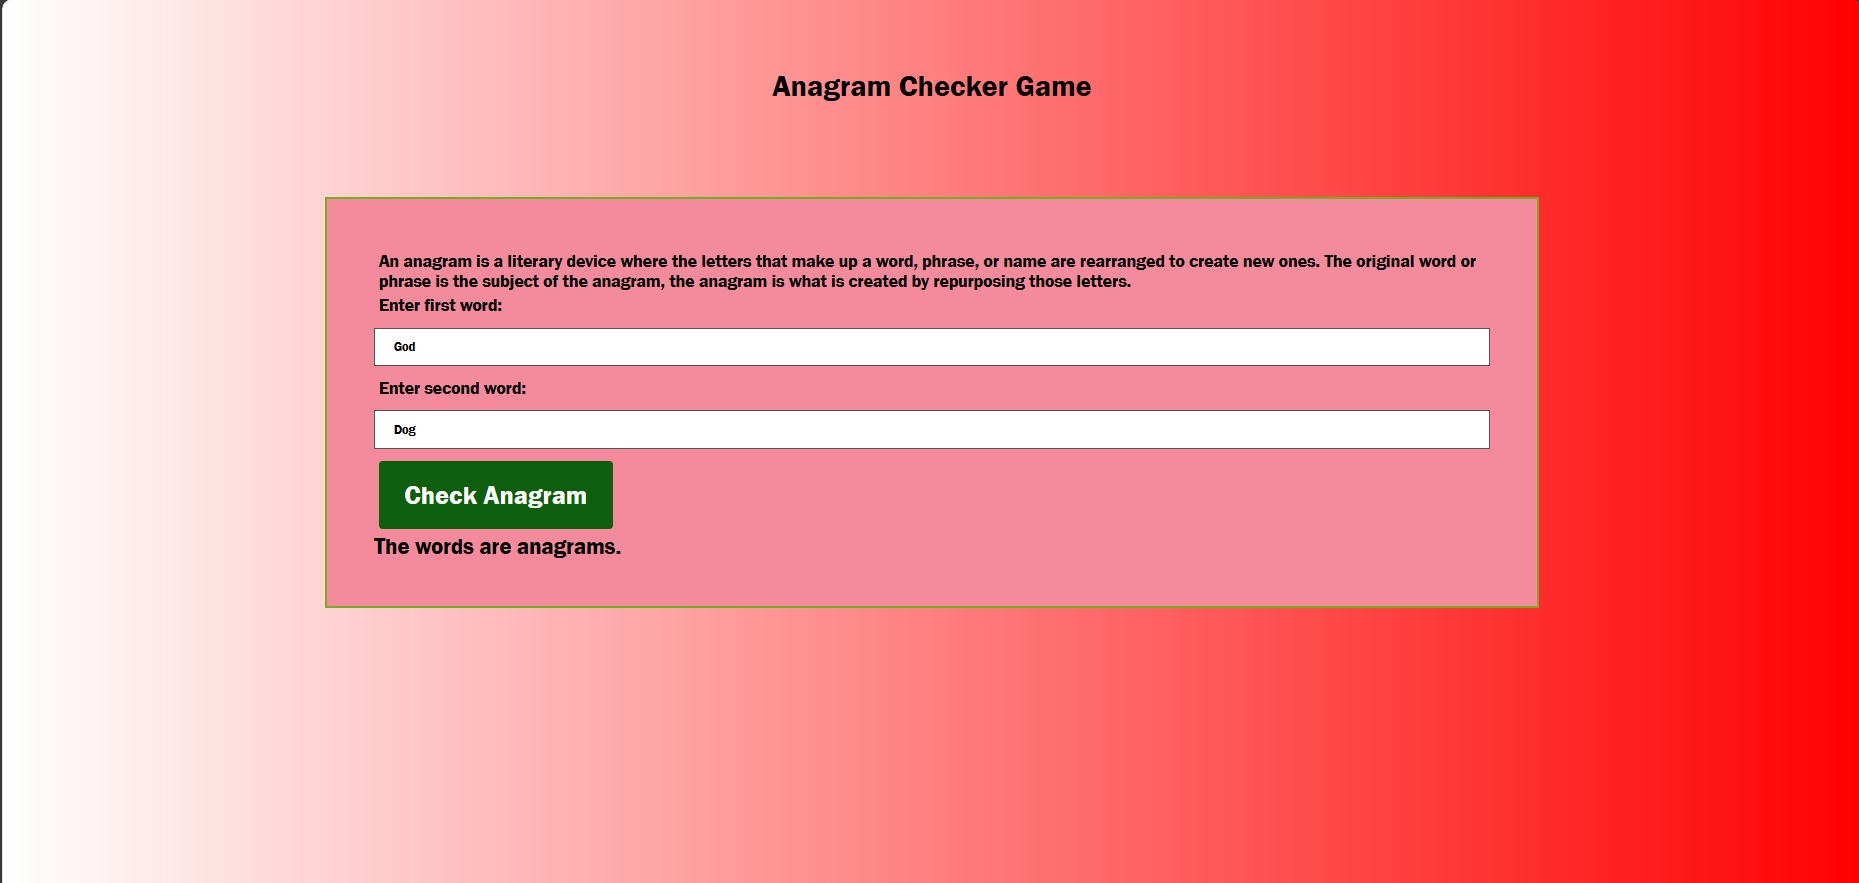 Anagram Checker Game
An anagram is a literary device where the letters that make up a word, phrase, or name are rearranged to create new ones. The original word or
phrase is the subject of the anagram, the anagram is what is created by repurposing those letters.
Enter first word:
God
Enter second word:
Dog
Check Anagram
The words are anagrams.